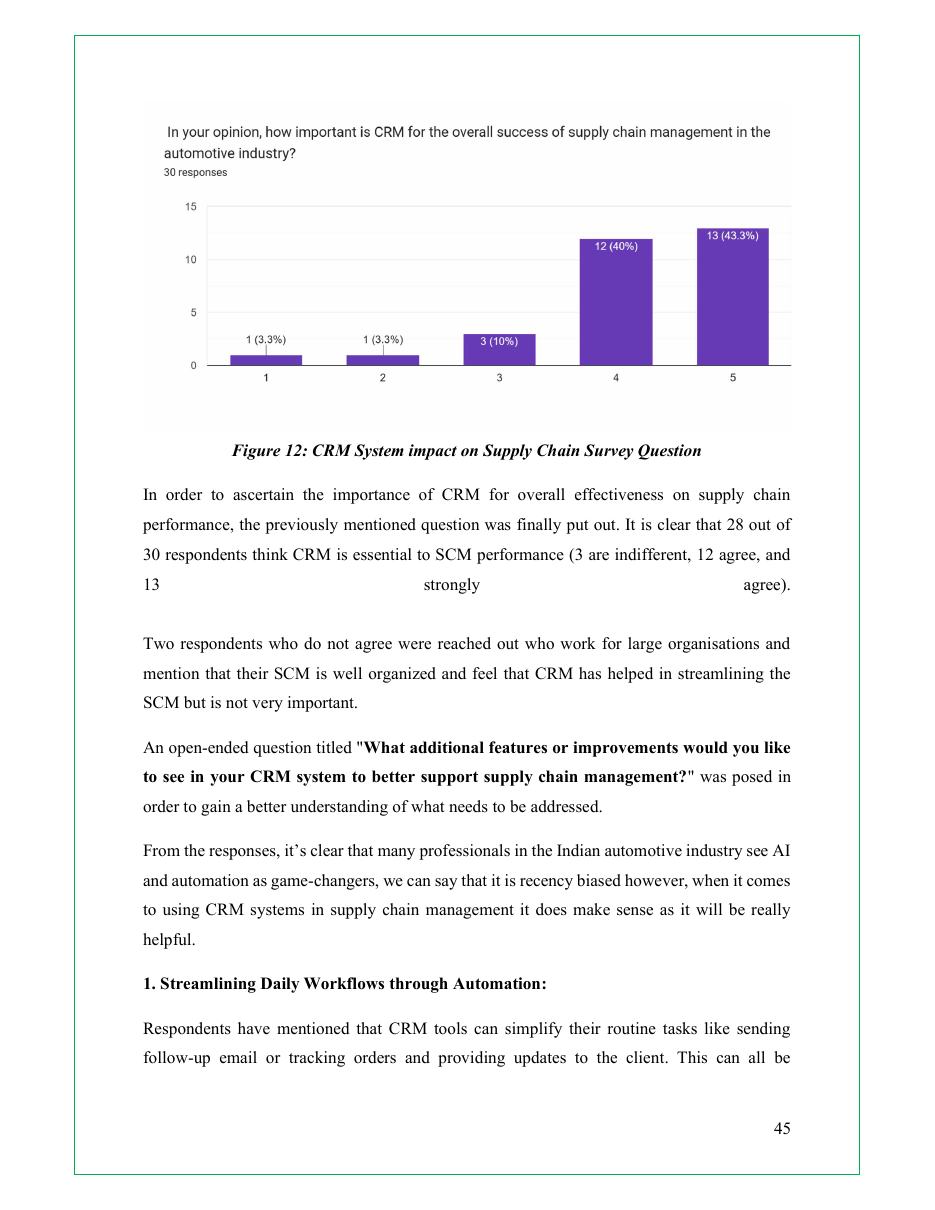 In your opinion, how important is CRM for the overall success of supply chain management in the
automotive industry?
30 responses
15
10
5
0
1 (3.3%)
1 (3.3%)
3 (10%)
12 (40%)
13 (43.3%)
1
2
3
4
5
Figure 12: CRM System impact on Supply Chain Survey Question
In order to ascertain the importance of CRM for overall effectiveness on supply chain
performance, the previously mentioned question was finally put out. It is clear that 28 out of
30 respondents think CRM is essential to SCM performance (3 are indifferent, 12 agree, and
13 strongly agree).
Two respondents who do not agree were reached out who work for large organisations and
mention that their SCM is well organized and feel that CRM has helped in streamlining the
SCM but is not very important.
An open-ended question titled "What additional features or improvements would you like
to see in your CRM system to better support supply chain management?" was posed in
order to gain a better understanding of what needs to be addressed.
From the responses, it’s clear that many professionals in the Indian automotive industry see AI
and automation as game-changers, we can say that it is recency biased however, when it comes
to using CRM systems in supply chain management it does make sense as it will be really
helpful.
1. Streamlining Daily Workflows through Automation:
Respondents have mentioned that CRM tools can simplify their routine tasks like sending
follow-up email or tracking orders and providing updates to the client. This can all be
45